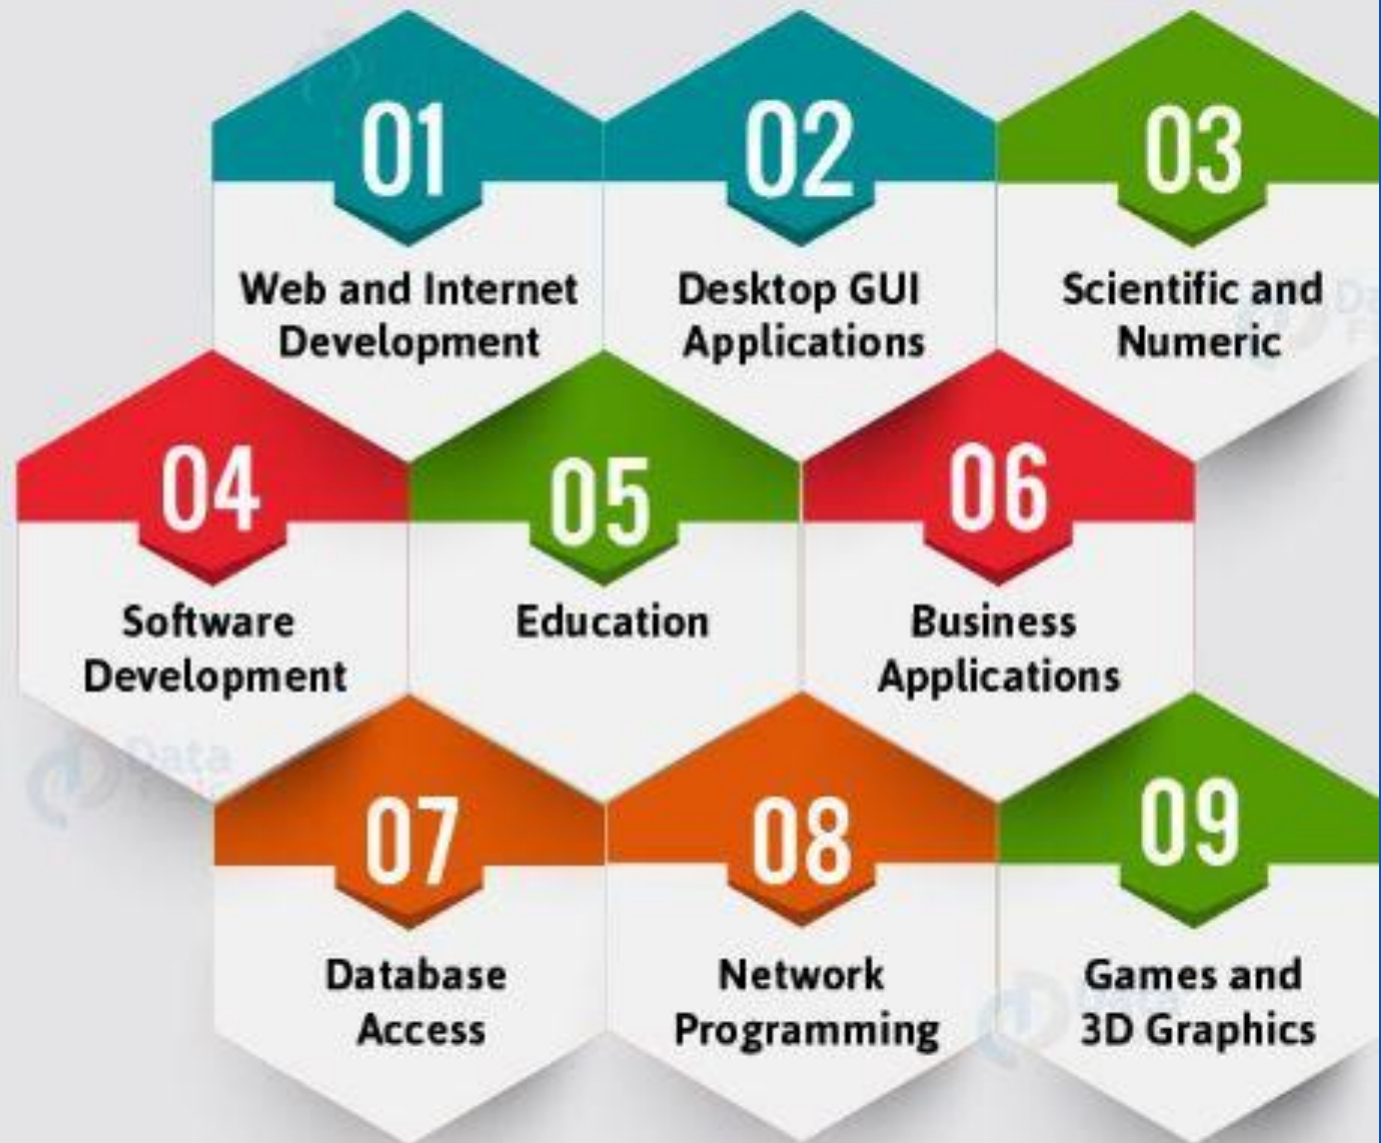 01
02
03
Web and Internet
Development
Desktop GUI
Applications
Scientific and
Numeric
04
05
06
Software
Development
Education
Business
Applications
07
08
09
Database
Access
Network
Programming
Games and
3D Graphics
Data